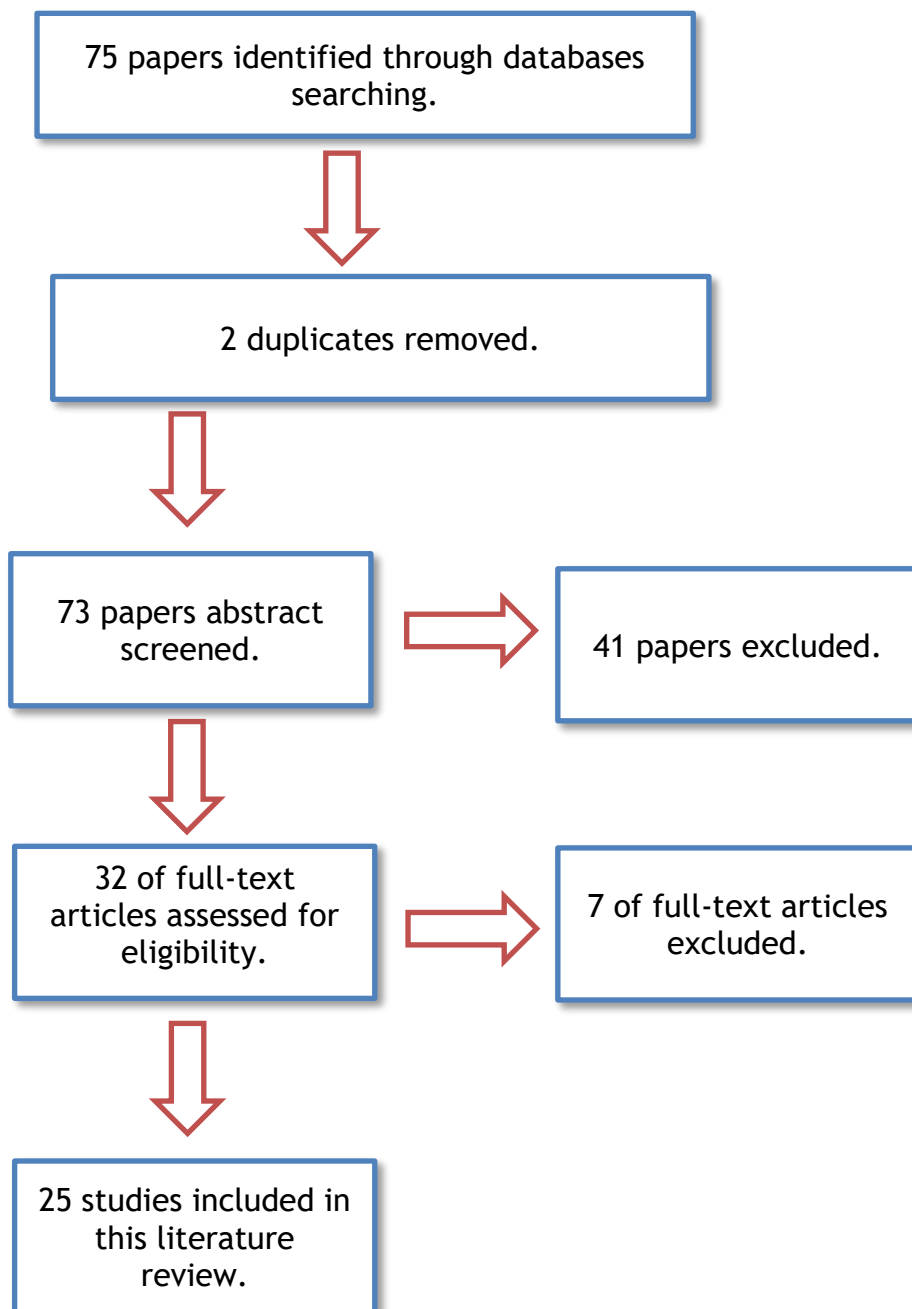 75 papers identified through databases
searching.
2 duplicates removed.
73 papers abstract
screened.
41 papers excluded.
32 of full-text
articles assessed for
eligibility.
7 of full-text articles
excluded.
25 studies included in
this literature
review.